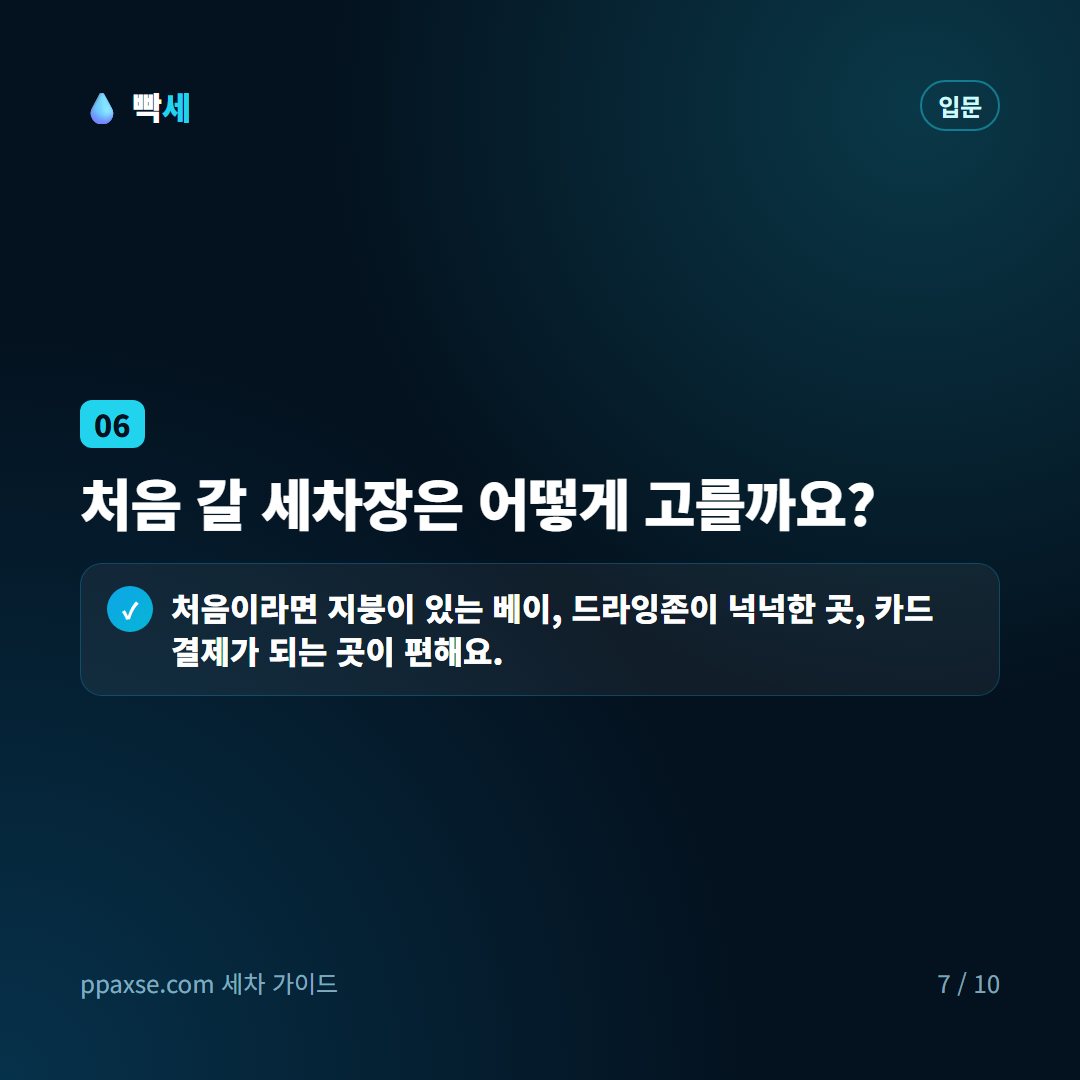 빡세
입문
06
처음 갈 세차장은 어떻게 고를까요?
처음이라면 지붕이 있는 베이, 드라잉존이 넉넉한 곳, 카드
결제가 되는 곳이 편해요.
ppaxse.com 세차 가이드
7 / 10